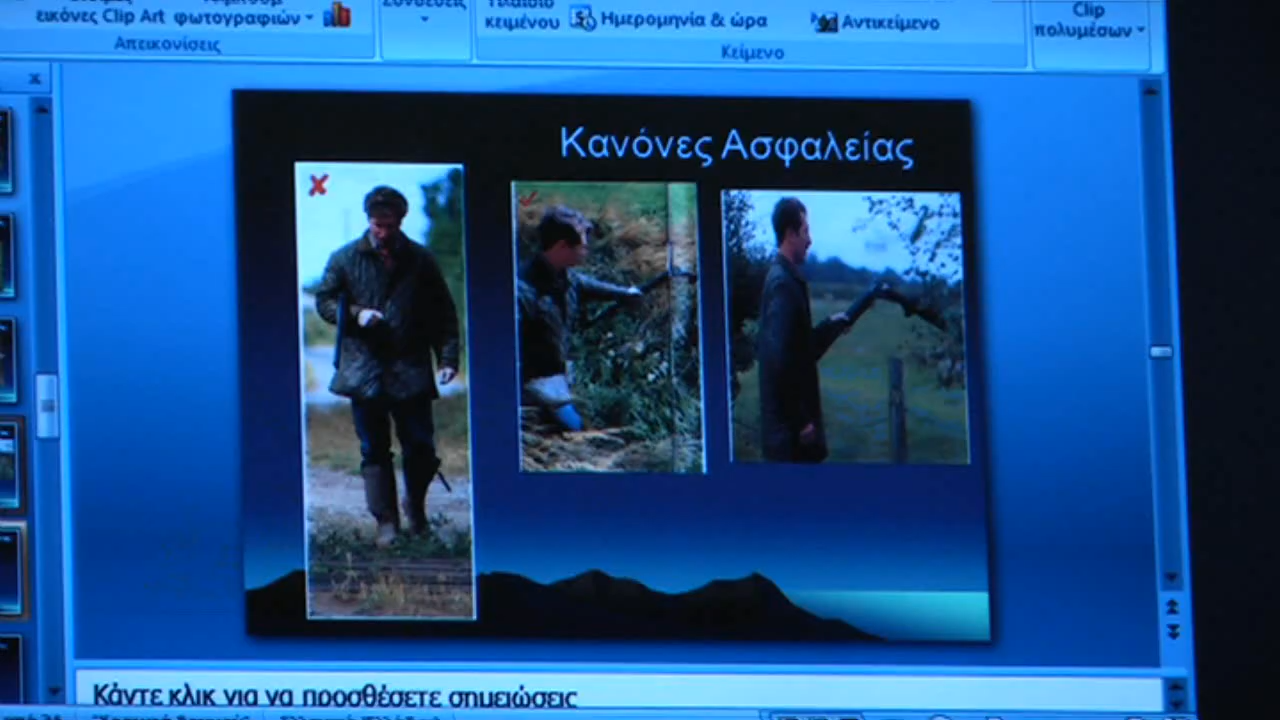 εικόνες Clip Art φωτογραφιών
Απεικονίσεις
Συνδέσεις
κειμένου
Ημερομηνία & ώρα
Αντικείμενο
Κείμενο
Clip
πολυμέσων
Κανόνες Ασφαλείας
Κάντε κλικ για να προσθέσετε σημειώσεις